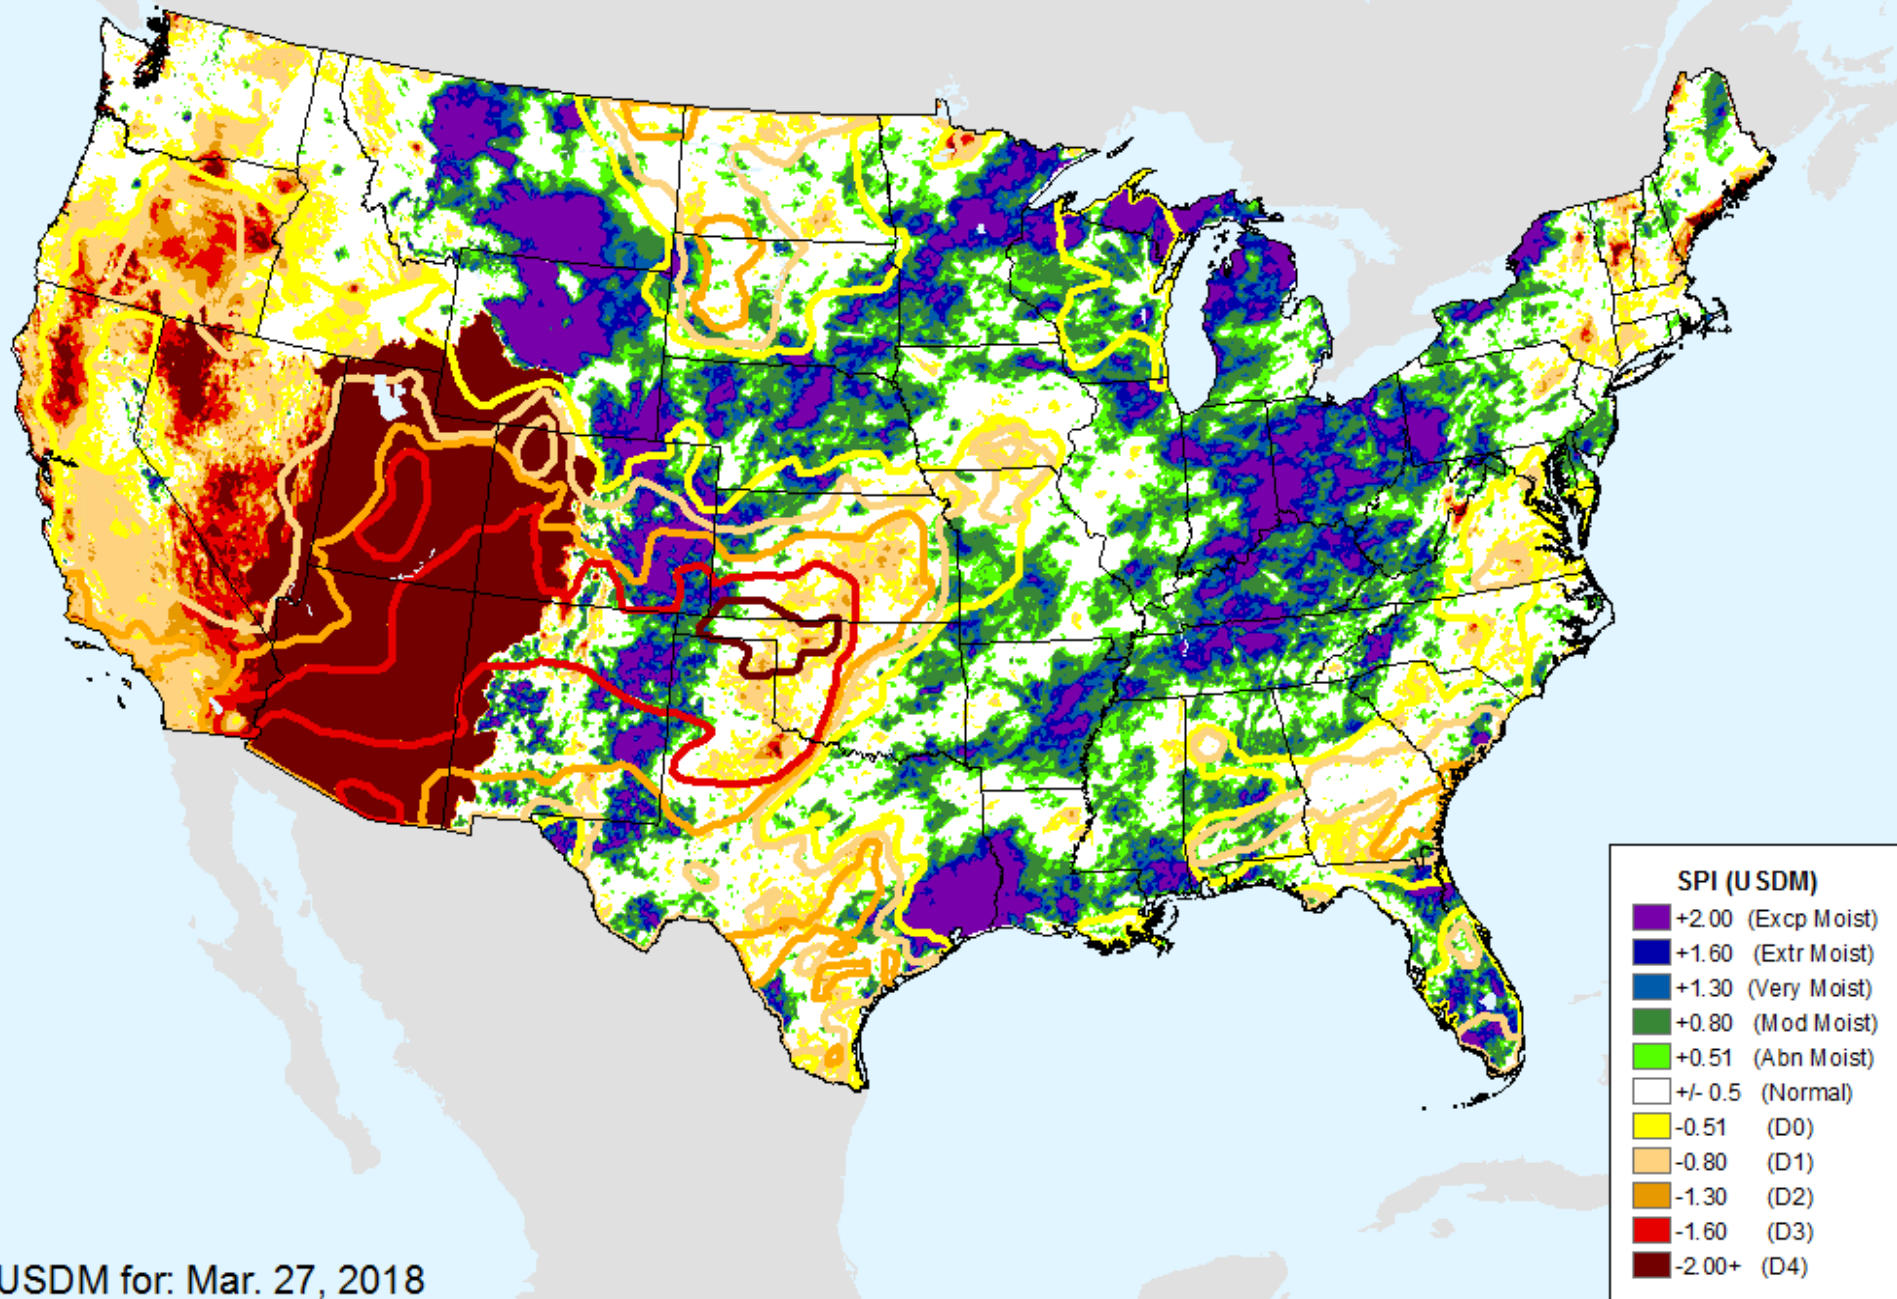 SPI (USDM)
+2.00 (Excp Moist)
+1.60 (Extr Moist)
+1.30 (Very Moist)
+0.80 (Mod Moist)
+0.51 (Abn Moist)
+/- 0.5 (Normal)
-0.51 (D0)
-0.80 (D1)
-1.30 (D2)
-1.60 (D3)
-2.00+ (D4)
USDM for: Mar. 27, 2018